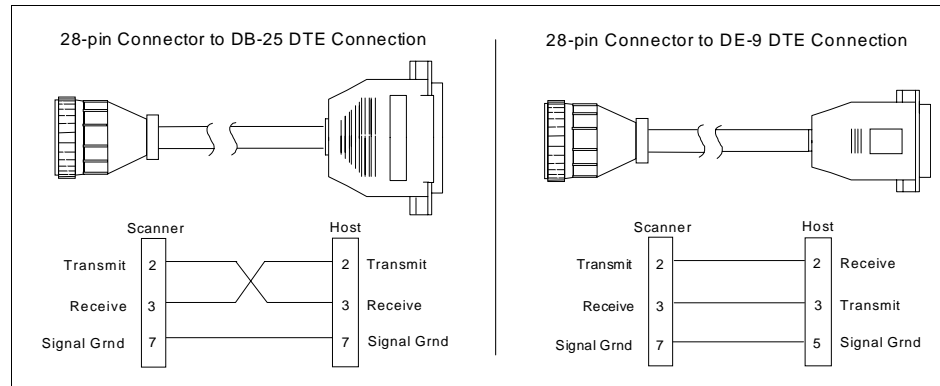 28-pin Connector to DB-25 DTE Connection
Scanner Host
Transmit 2 2 Transmit
Receive 3 3 Receive
Signal Grnd 7 7 Signal Grnd
28-pin Connector to DE-9 DTE Connection
Scanner Host
Transmit 2 2 Receive
Receive 3 3 Transmit
Signal Grnd 7 5 Signal Grnd